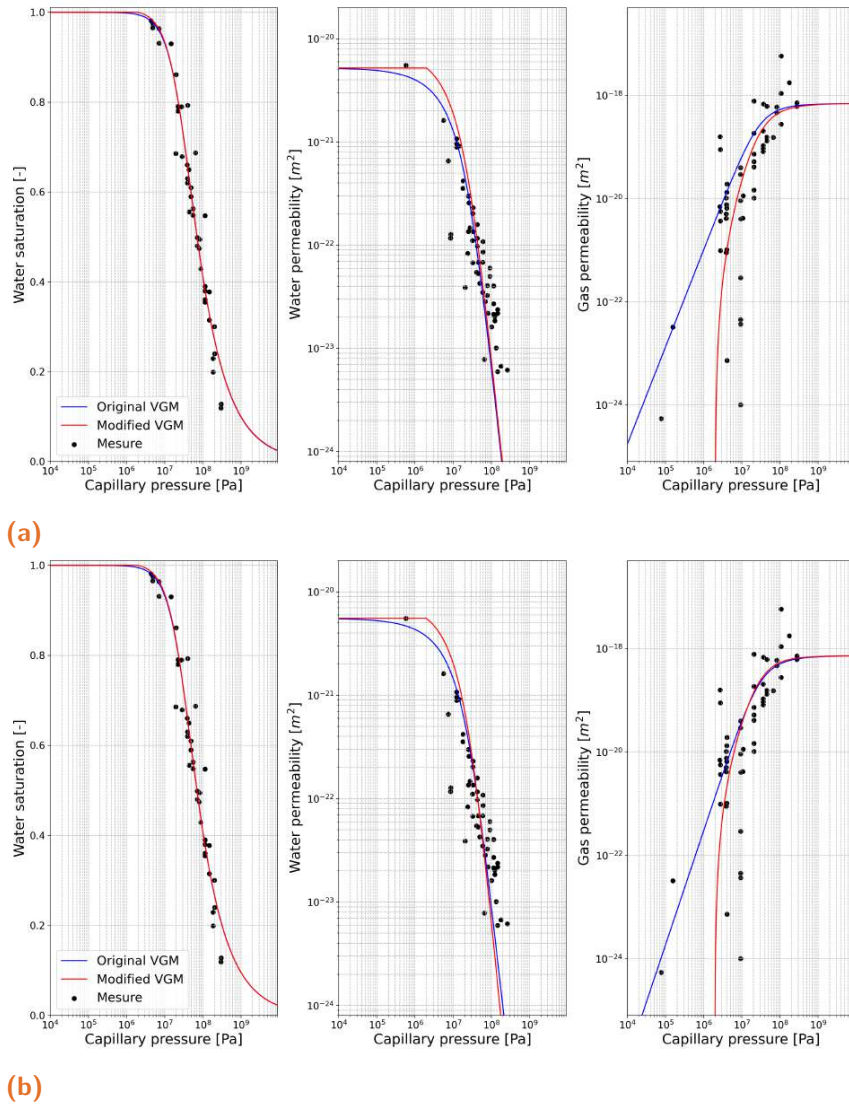 1.0
0.8
0.6
0.4
0.2
0.0
Water saturation [-]
Original VGM
Modified VGM
Mesure
10⁴ 10⁵ 10⁶ 10⁷ 10⁸ 10⁹
Capillary pressure [Pa]
10⁻²⁰
10⁻²¹
10⁻²²
10⁻²³
10⁻²⁴
Water permeability [m²]
10⁴ 10⁵ 10⁶ 10⁷ 10⁸ 10⁹
Capillary pressure [Pa]
10⁻¹⁸
10⁻²⁰
10⁻²²
10⁻²⁴
Gas permeability [m²]
10⁴ 10⁵ 10⁶ 10⁷ 10⁸ 10⁹
Capillary pressure [Pa]
(a)
1.0
0.8
0.6
0.4
0.2
0.0
Water saturation [-]
Original VGM
Modified VGM
Mesure
10⁴ 10⁵ 10⁶ 10⁷ 10⁸ 10⁹
Capillary pressure [Pa]
10⁻²⁰
10⁻²¹
10⁻²²
10⁻²³
10⁻²⁴
Water permeability [m²]
10⁴ 10⁵ 10⁶ 10⁷ 10⁸ 10⁹
Capillary pressure [Pa]
10⁻¹⁸
10⁻²⁰
10⁻²²
10⁻²⁴
Gas permeability [m²]
10⁴ 10⁵ 10⁶ 10⁷ 10⁸ 10⁹
Capillary pressure [Pa]
(b)